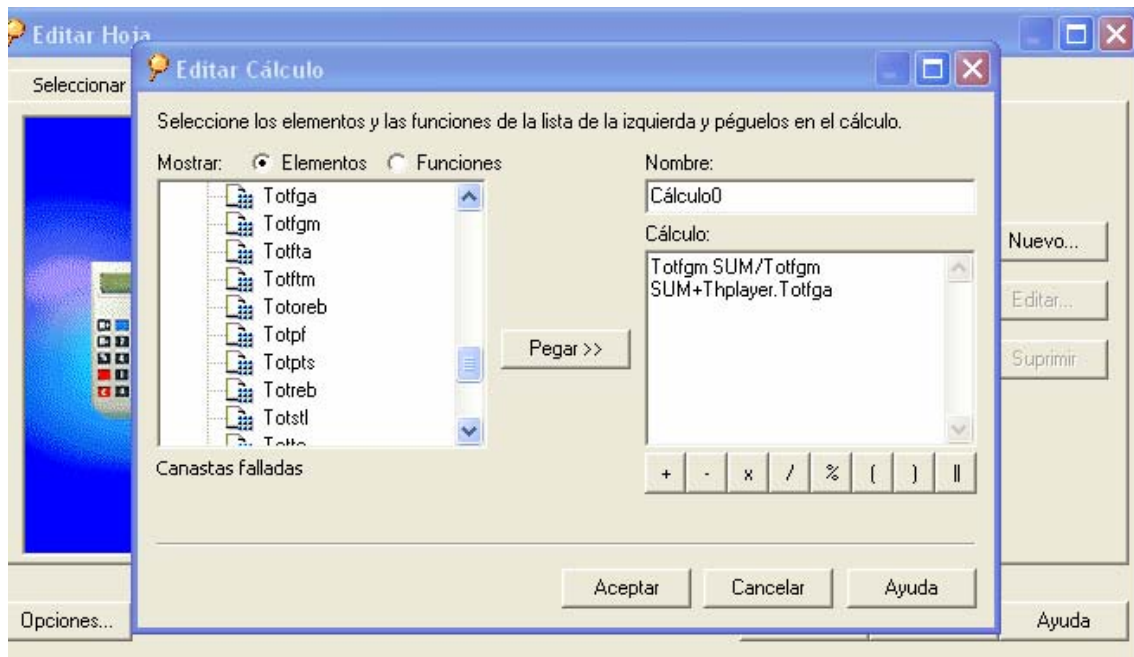 Editar Hoja
Editar Cálculo
Seleccionar
Seleccione los elementos y las funciones de la lista de la izquierda y péguelos en el cálculo.
Mostrar: Elementos Funciones
Nombre:
Totfga
Totfgm
Totfta
Totftm
Totoreb
Totpf
Totpts
Totreb
Totstl
Cálculo0
Cálculo:
Totfgm SUM/Totfgm
SUM+Thplayer.Totfga
Pegar >>
Nuevo...
Editar...
Suprimir
Canastas falladas
+ - x / % ( ) ||
Aceptar Cancelar Ayuda
Opciones...
Ayuda